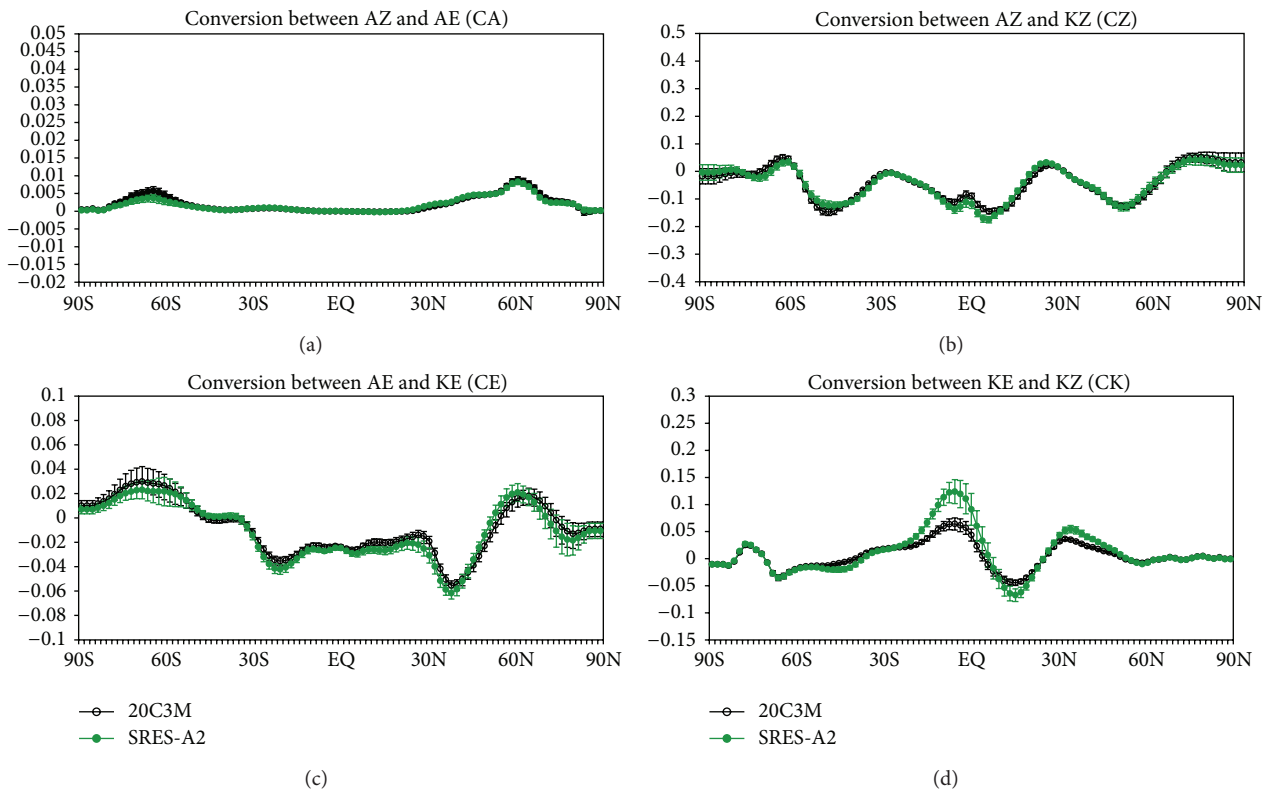 Conversion between AZ and AE (CA)
0.05
0.045
0.04
0.035
0.03
0.025
0.02
0.015
0.01
0.005
0
−0.005
−0.01
−0.015
−0.02
90S 60S 30S EQ 30N 60N 90N
(a)
Conversion between AZ and KZ (CZ)
0.5
0.4
0.3
0.2
0.1
0
−0.1
−0.2
−0.3
−0.4
90S 60S 30S EQ 30N 60N 90N
(b)
Conversion between AE and KE (CE)
0.1
0.08
0.06
0.04
0.02
0
−0.02
−0.04
−0.06
−0.08
−0.1
90S 60S 30S EQ 30N 60N 90N
20C3M
SRES-A2
(c)
Conversion between KE and KZ (CK)
0.3
0.25
0.2
0.15
0.1
0.05
0
−0.05
−0.1
−0.15
90S 60S 30S EQ 30N 60N 90N
20C3M
SRES-A2
(d)